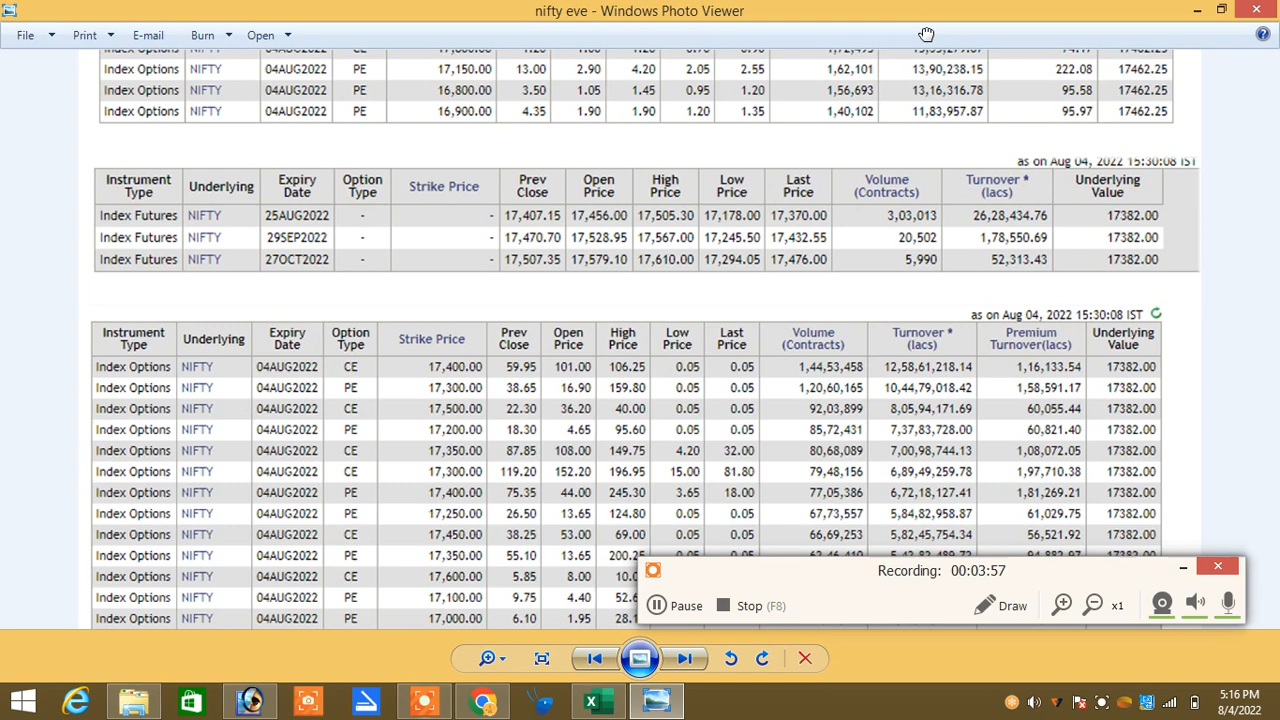 nifty eve - Windows Photo Viewer
File Print E-mail Burn Open
Index Options NIFTY 04AUG2022 PE 17,150.00 13.00 2.90 4.20 2.05 2.55 1,62,101 13,90,238.15 222.08 17462.25
Index Options NIFTY 04AUG2022 PE 16,800.00 3.50 1.05 1.45 0.95 1.20 1,56,693 13,16,316.78 95.58 17462.25
Index Options NIFTY 04AUG2022 PE 16,900.00 4.35 1.90 1.90 1.20 1.35 1,40,102 11,83,957.87 95.97 17462.25
as on Aug 04, 2022 15:30:08 IST
Instrument Type Underlying Expiry Date Option Type Strike Price Prev Close Open Price High Price Low Price Last Price Volume (Contracts) Turnover * (lacs) Underlying Value
Index Futures NIFTY 25AUG2022 - - 17,407.15 17,456.00 17,505.30 17,178.00 17,370.00 3,03,013 26,28,434.76 17382.00
Index Futures NIFTY 29SEP2022 - - 17,470.70 17,528.95 17,567.00 17,245.50 17,432.55 20,502 1,78,550.69 17382.00
Index Futures NIFTY 27OCT2022 - - 17,507.35 17,579.10 17,610.00 17,294.05 17,476.00 5,990 52,313.43 17382.00
as on Aug 04, 2022 15:30:08 IST
Instrument Type Underlying Expiry Date Option Type Strike Price Prev Close Open Price High Price Low Price Last Price Volume (Contracts) Turnover * (lacs) Premium Turnover(lacs) Underlying Value
Index Options NIFTY 04AUG2022 CE 17,400.00 59.95 101.00 106.25 0.05 0.05 1,44,53,458 12,58,61,218.14 1,16,133.54 17382.00
Index Options NIFTY 04AUG2022 PE 17,300.00 38.65 16.90 159.80 0.05 0.05 1,20,60,165 10,44,79,018.42 1,58,591.17 17382.00
Index Options NIFTY 04AUG2022 CE 17,500.00 22.30 36.20 40.00 0.05 0.05 92,03,899 8,05,94,171.69 60,055.44 17382.00
Index Options NIFTY 04AUG2022 PE 17,200.00 18.30 4.65 95.60 0.05 0.05 85,72,431 7,37,83,728.00 60,821.40 17382.00
Index Options NIFTY 04AUG2022 CE 17,350.00 87.85 108.00 149.75 4.20 32.00 80,68,089 7,00,98,744.13 1,08,072.05 17382.00
Index Options NIFTY 04AUG2022 CE 17,300.00 119.20 152.20 196.95 15.00 81.80 79,48,156 6,89,49,259.78 1,97,710.38 17382.00
Index Options NIFTY 04AUG2022 PE 17,400.00 75.35 44.00 245.30 3.65 18.00 77,05,386 6,72,18,127.41 1,81,269.21 17382.00
Index Options NIFTY 04AUG2022 PE 17,250.00 26.50 13.65 124.80 0.05 0.05 67,73,557 5,84,82,958.87 61,029.75 17382.00
Index Options NIFTY 04AUG2022 CE 17,450.00 38.25 53.00 69.00 0.05 0.05 66,69,253 5,82,45,754.34 56,521.92 17382.00
Index Options NIFTY 04AUG2022 PE 17,350.00 55.10 13.65
Index Options NIFTY 04AUG2022 CE 17,600.00 5.85 8.00
Index Options NIFTY 04AUG2022 PE 17,100.00 9.75 4.40
Index Options NIFTY 04AUG2022 PE 17,000.00 6.10 1.95
Recording: 00:03:57
Pause Stop (F8) Draw x1
5:16 PM
8/4/2022